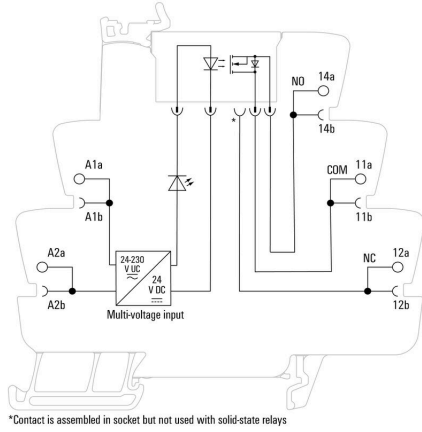 NO
14a
14b
*
A1a
A1b
COM
11a
11b
A2a
A2b
24-230
V UC
24
V DC
Multi-voltage input
NC
12a
12b
*Contact is assembled in socket but not used with solid-state relays